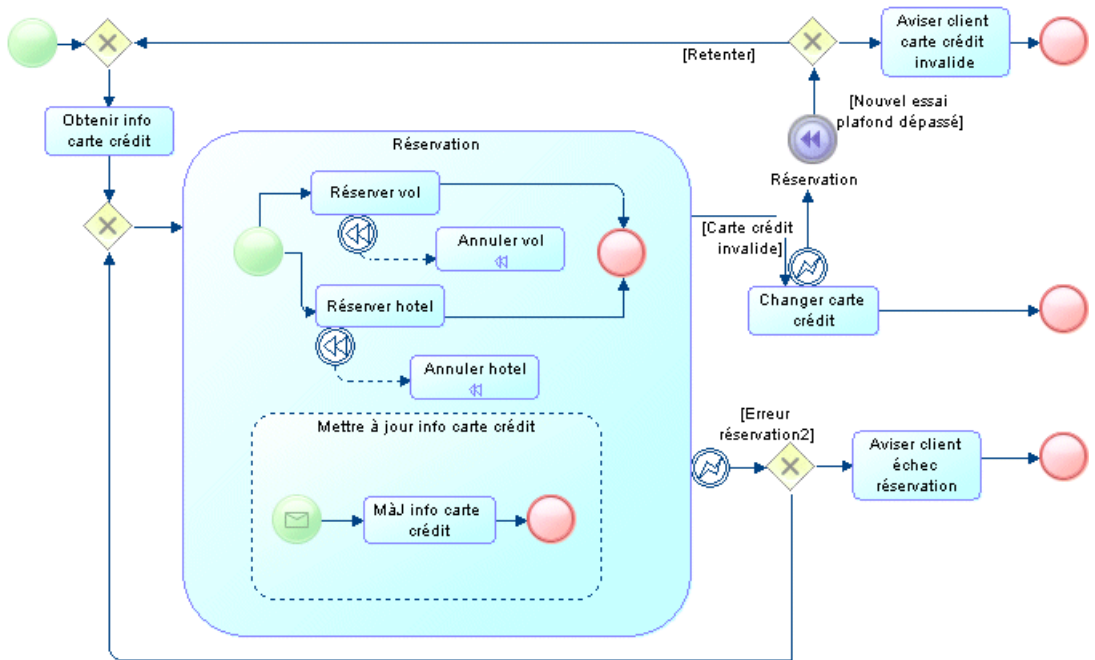 Aviser client
carte crédit
invalide
[Retenter]
[Nouvel essai
plafond dépassé]
Obtenir info
carte crédit
Réservation
Réservation
Réserver vol
Annuler vol
[Carte crédit
invalide]
Réserver hotel
Changer carte
crédit
Annuler hotel
Mettre à jour info carte crédit
[Erreur
réservation2]
Aviser client
échec
réservation
MàJ info carte
crédit